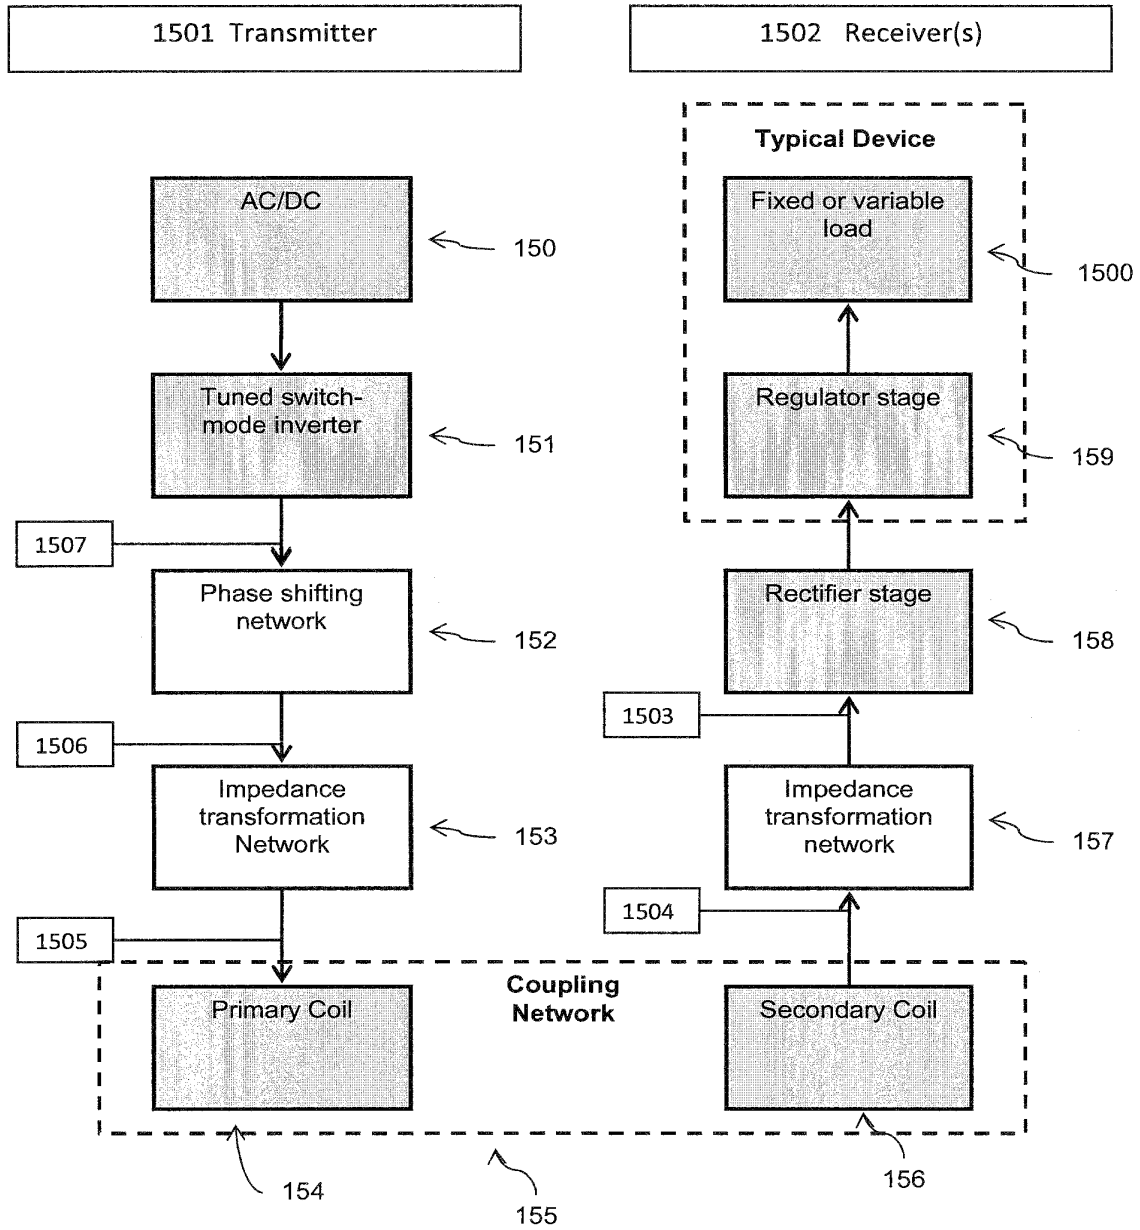 1501 Transmitter
1502 Receiver(s)
Typical Device
AC/DC
150
Fixed or variable
load
1500
Tuned switch-
mode inverter
151
Regulator stage
159
1507
Phase shifting
network
152
Rectifier stage
158
1506
1503
Impedance
transformation
Network
153
Impedance
transformation
network
157
1505
1504
Coupling
Network
Primary Coil
Secondary Coil
154
155
156